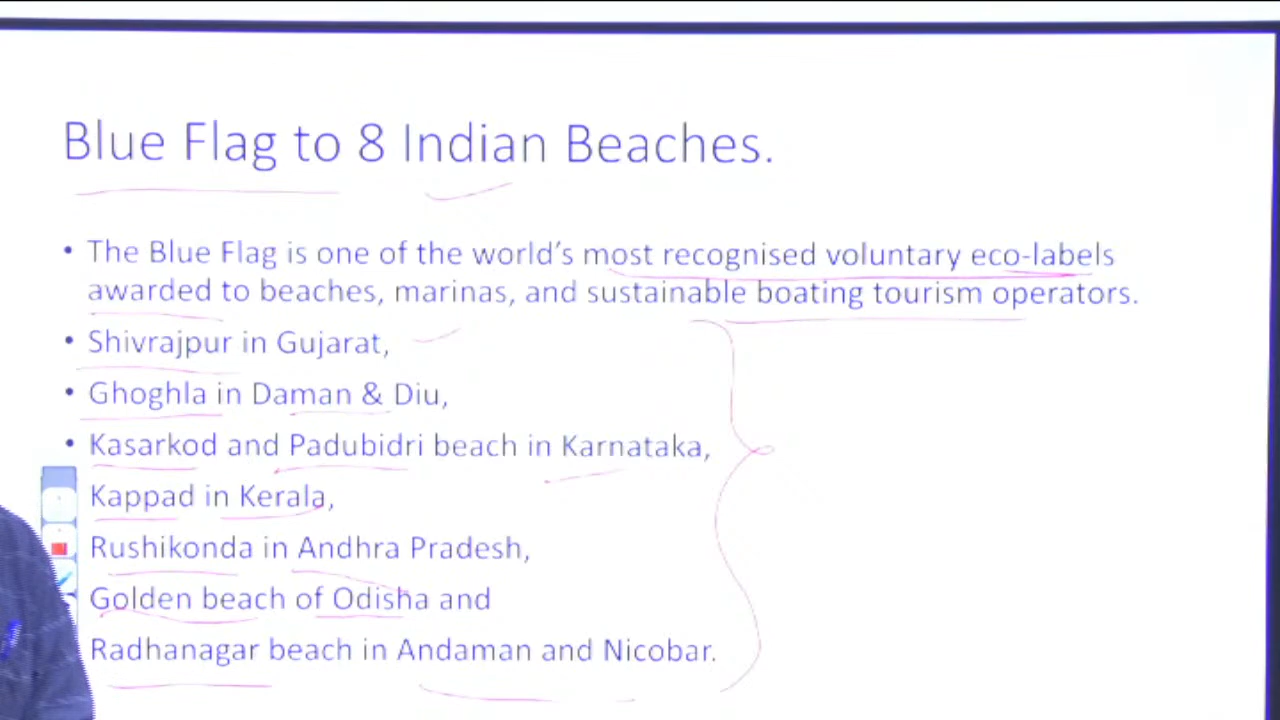 Blue Flag to 8 Indian Beaches.
• The Blue Flag is one of the world's most recognised voluntary eco-labels
awarded to beaches, marinas, and sustainable boating tourism operators.
• Shivrajpur in Gujarat,
• Ghoghla in Daman & Diu,
• Kasarkod and Padubidri beach in Karnataka,
Kappad in Kerala,
Rushikonda in Andhra Pradesh,
Golden beach of Odisha and
Radhanagar beach in Andaman and Nicobar.